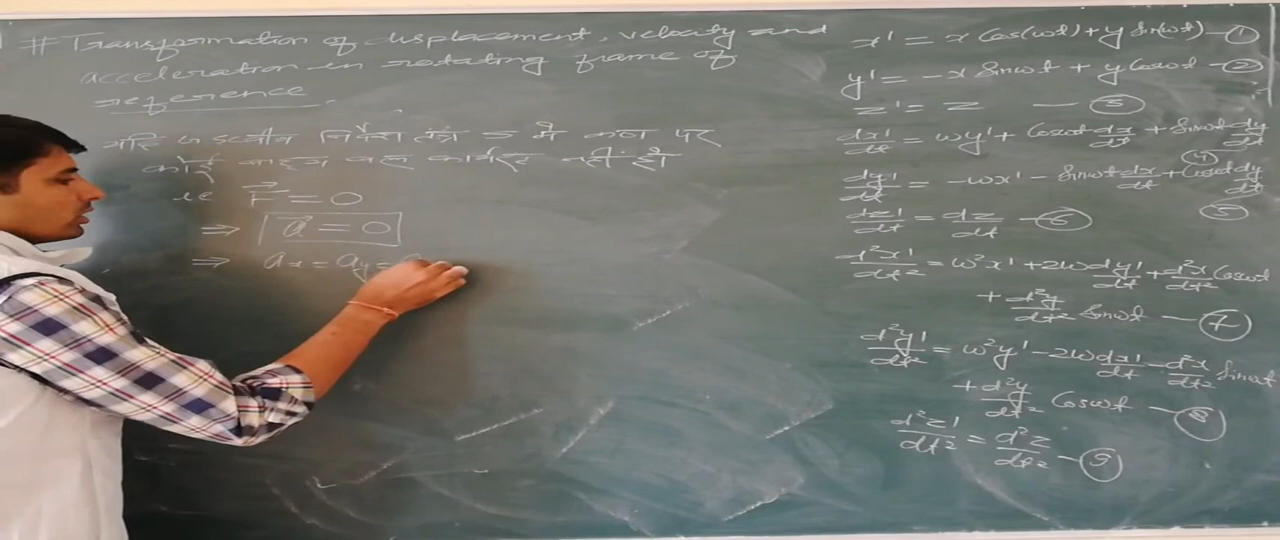 # Transformation of displacement, velocity and
acceleration in rotating frame of
reference.
यदि जड़त्वीय निर्देश तंत्र S में कण पर
कोई बाह्य बल कार्यरत नहीं हो
ie F⃗ = 0
⇒ a⃗ = 0
⇒ ax = ay =
x' = x Cos(ωt) + y Sin(ωt) — ①
y' = -x Sinωt + y Cosωt — ②
z' = z — ③
dx'/dt = ωy' + Cosωt dx/dt + Sinωt dy/dt
④
dy'/dt = -ωx' - Sinωt dx/dt + Cosωt dy/dt
⑤
dz'/dt = dz/dt — ⑥
d²x'/dt² = ω²x' + 2ω dy'/dt + d²x/dt² Cosωt
+ d²y/dt² Sinωt — ⑦
d²y'/dt² = ω²y' - 2ω dx'/dt - d²x/dt² Sinωt
+ d²y/dt² Cosωt — ⑧
d²z'/dt² = d²z/dt² — ⑨